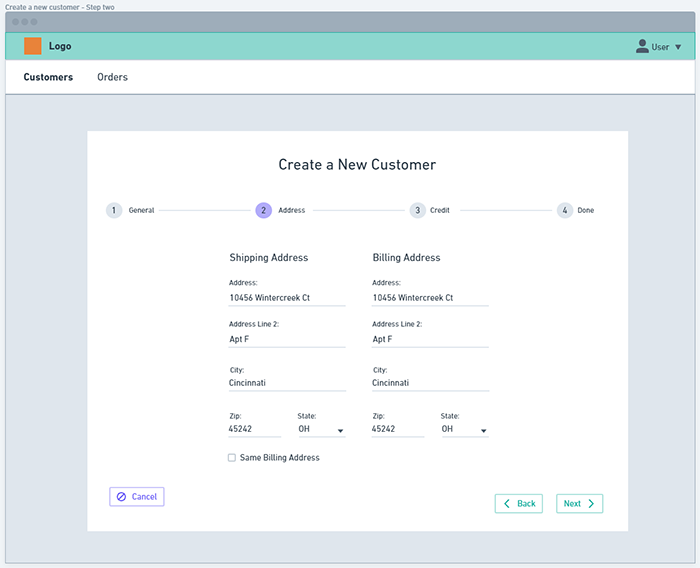 Create a new customer - Step two
Logo
User
Customers Orders
Create a New Customer
1 General 2 Address 3 Credit 4 Done
Shipping Address Billing Address
Address: Address:
10456 Wintercreek Ct 10456 Wintercreek Ct
Address Line 2: Address Line 2:
Apt F Apt F
City: City:
Cincinnati Cincinnati
Zip: State: Zip: State:
45242 OH 45242 OH
Same Billing Address
Cancel
Back Next